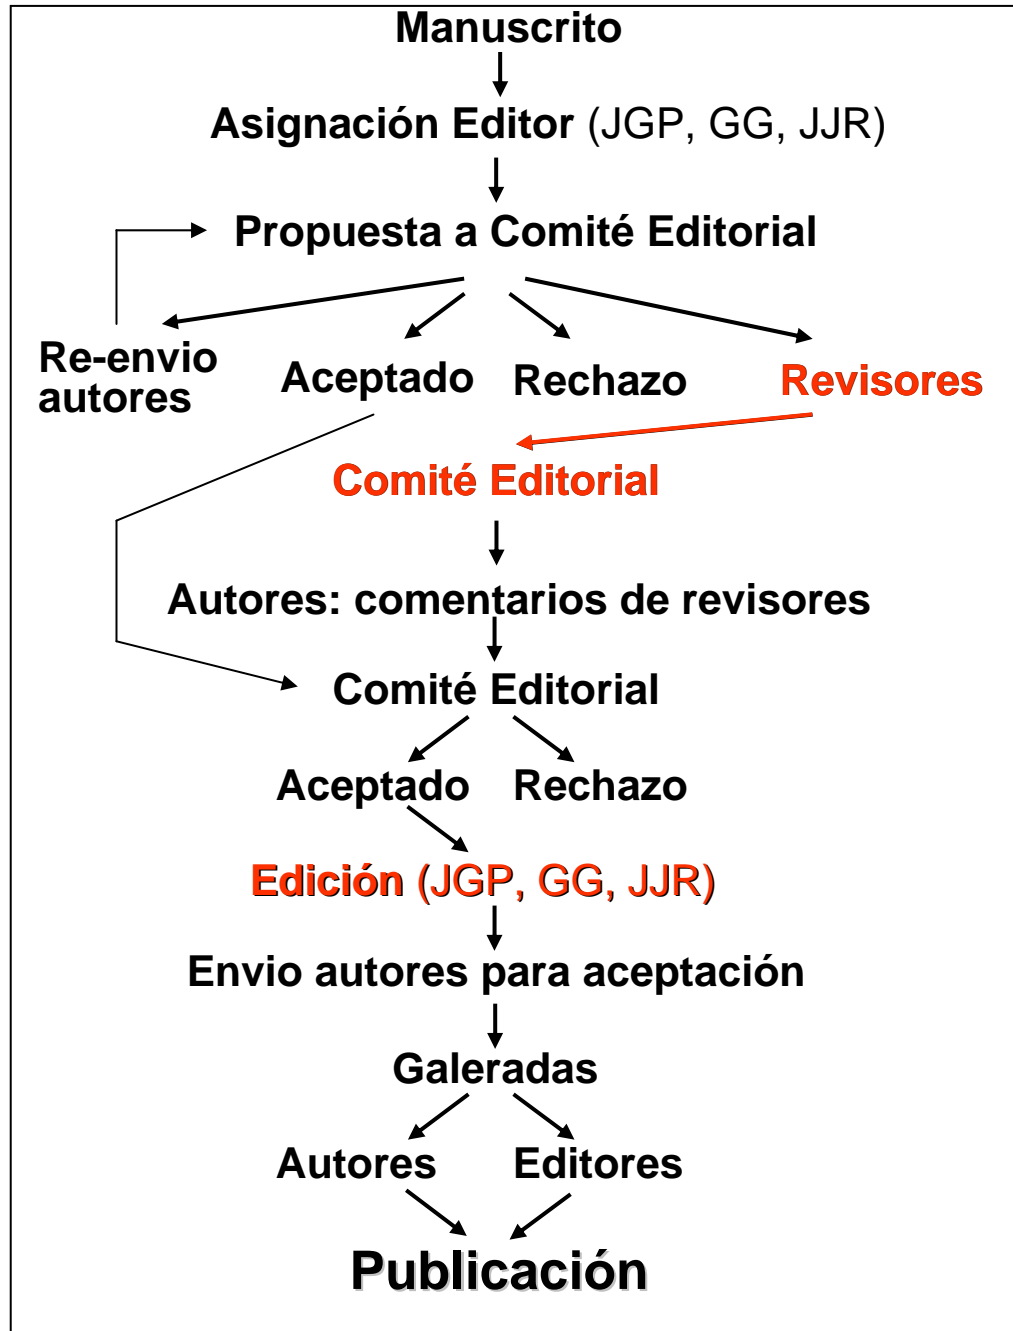 Manuscrito
Asignación Editor (JGP, GG, JJR)
Propuesta a Comité Editorial
Re-envio
autores
Aceptado
Rechazo
Revisores
Comité Editorial
Autores: comentarios de revisores
Comité Editorial
Aceptado
Rechazo
Edición (JGP, GG, JJR)
Envio autores para aceptación
Galeradas
Autores
Editores
Publicación